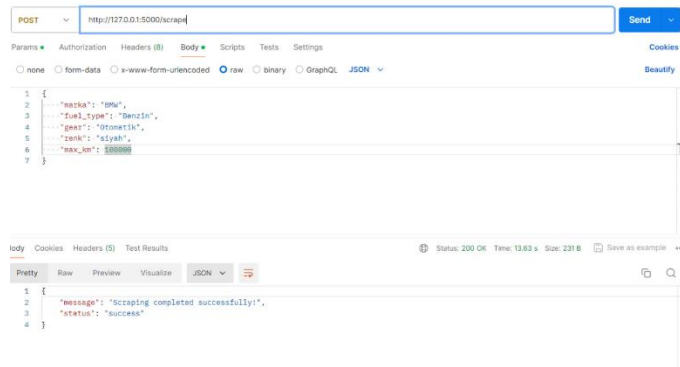 POST http://127.0.0.1:5000/scrape Send
Params Authorization Headers (8) Body Scripts Tests Settings Cookies
none form-data x-www-form-urlencoded raw binary GraphQL JSON Beautify
1 {
2 "marka": "BMW",
3 "fuel_type": "Benzin",
4 "gear": "Otomatik",
5 "renk": "siyah",
6 "max_km": 100000
7 }
Body Cookies Headers (5) Test Results Status: 200 OK Time: 13.63 s Size: 231 B Save as example
Pretty Raw Preview Visualize JSON
1 {
2 "message": "Scraping completed successfully!",
3 "status": "success"
4 }